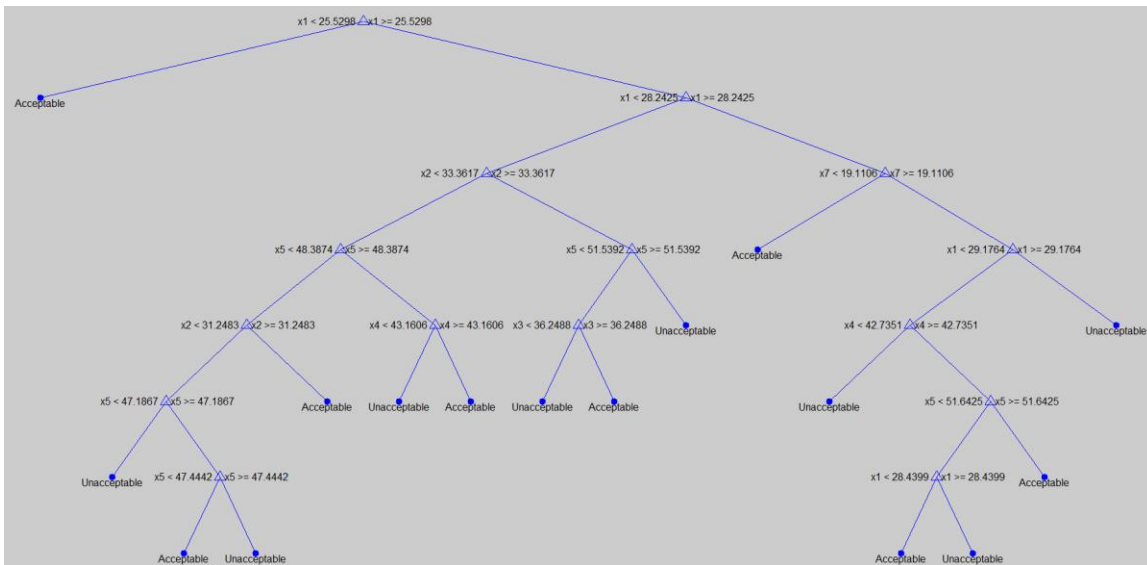 x1 < 25.5298 x1 >= 25.5298
Acceptable
x1 < 28.2425 x1 >= 28.2425
x2 < 33.3617 x2 >= 33.3617
x7 < 19.1106 x7 >= 19.1106
x5 < 48.3874 x5 >= 48.3874
x5 < 51.5392 x5 >= 51.5392
Acceptable
x1 < 29.1764 x1 >= 29.1764
x2 < 31.2483 x2 >= 31.2483
x4 < 43.1606 x4 >= 43.1606
x3 < 36.2488 x3 >= 36.2488
Unacceptable
x4 < 42.7351 x4 >= 42.7351
Unacceptable
x5 < 47.1867 x5 >= 47.1867
Acceptable
Unacceptable
Acceptable
Unacceptable
Acceptable
Unacceptable
x5 < 51.6425 x5 >= 51.6425
Unacceptable
x5 < 47.4442 x5 >= 47.4442
x1 < 28.4399 x1 >= 28.4399
Acceptable
Acceptable
Unacceptable
Acceptable
Unacceptable